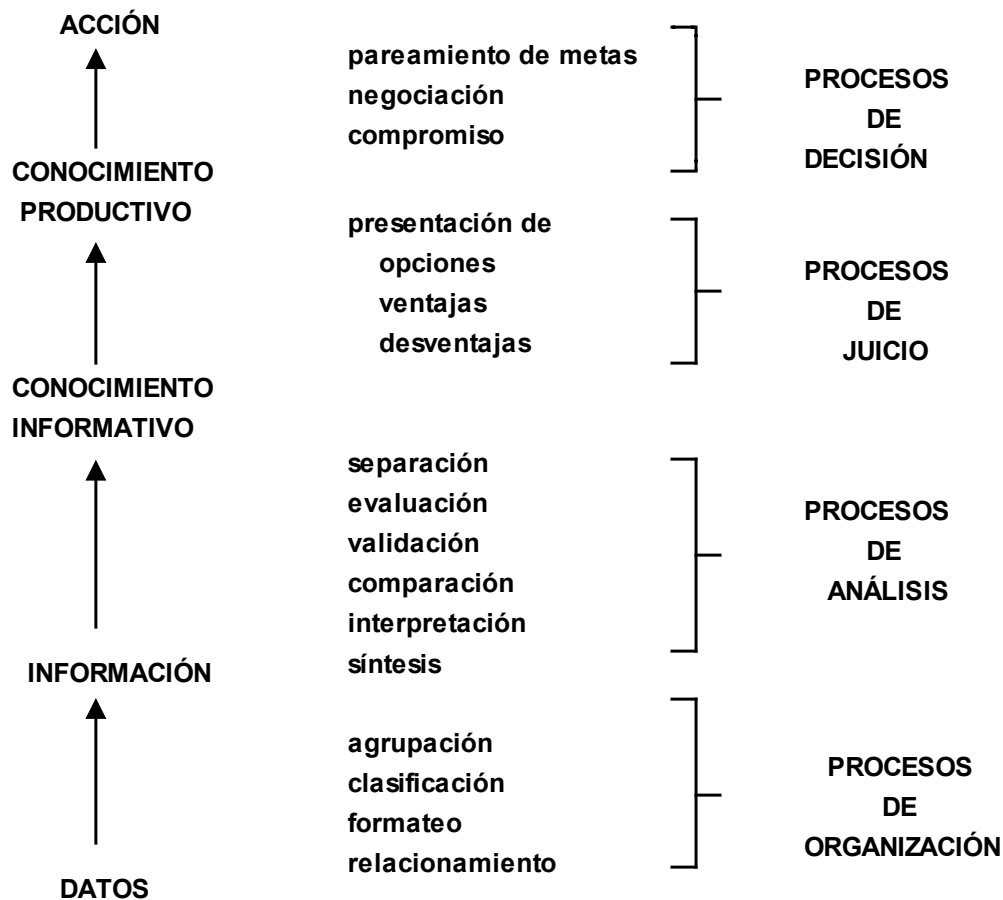 ACCIÓN
pareamiento de metas
negociación
compromiso
PROCESOS
DE
DECISIÓN
CONOCIMIENTO
PRODUCTIVO
presentación de
opciones
ventajas
desventajas
PROCESOS
DE
JUICIO
CONOCIMIENTO
INFORMATIVO
separación
evaluación
validación
comparación
interpretación
síntesis
PROCESOS
DE
ANÁLISIS
INFORMACIÓN
agrupación
clasificación
formateo
relacionamiento
PROCESOS
DE
ORGANIZACIÓN
DATOS